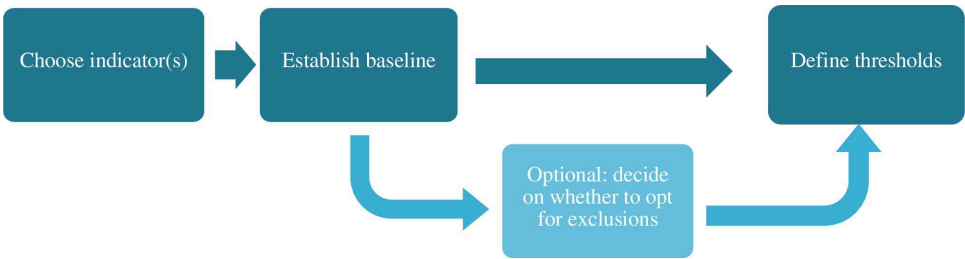 Choose indicator(s)
Establish baseline
Define thresholds
Optional: decide
on whether to opt
for exclusions